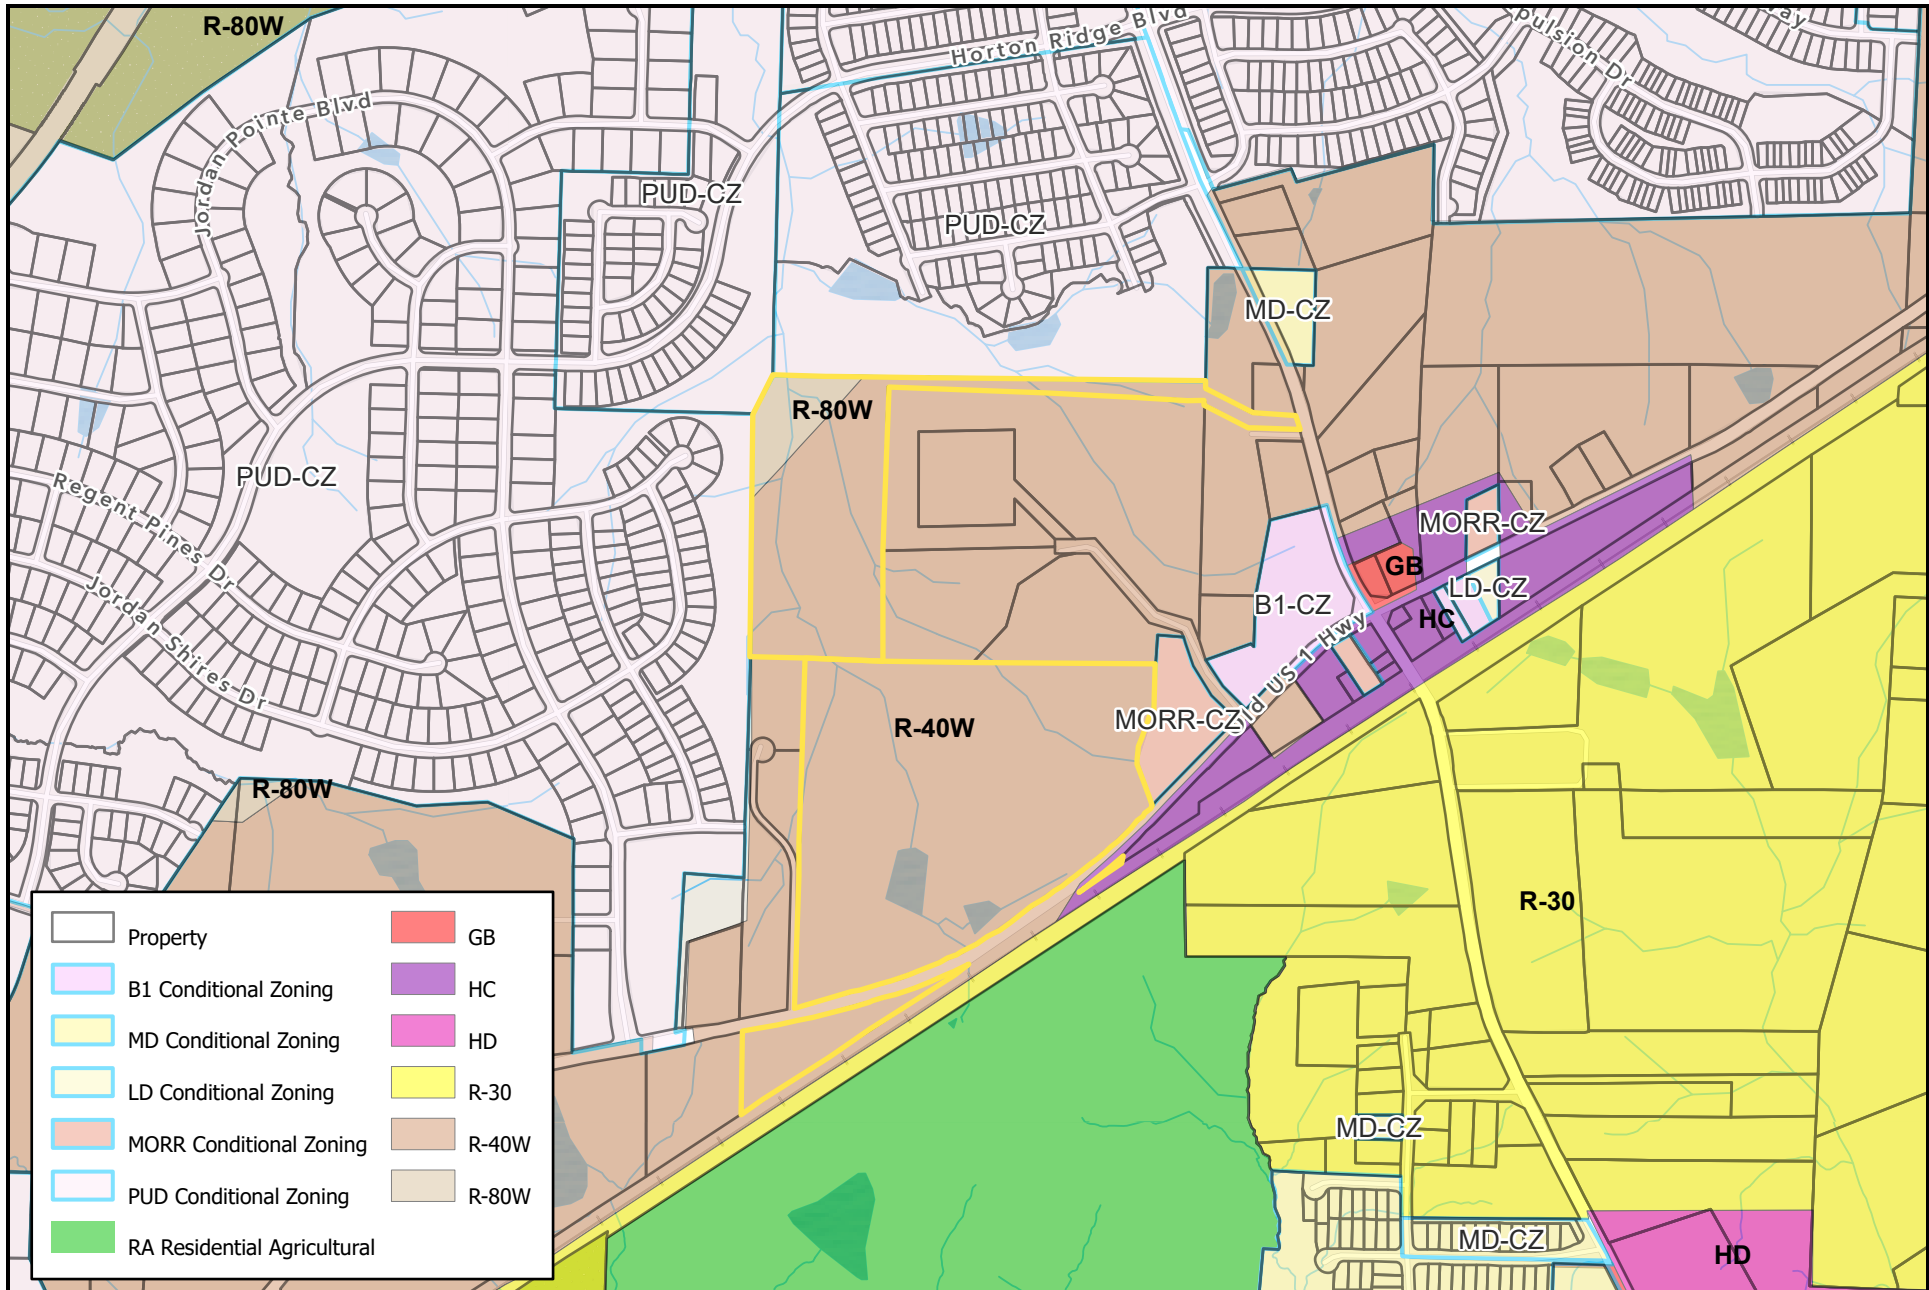 R-80W
Horton Ridge Blvd
pulsion Dr
ay
Jordan Pointe Blvd
PUD-CZ
PUD-CZ
MD-CZ
R-80W
PUD-CZ
Regent Pines Dr
MORR-CZ
GB
LD-CZ
B1-CZ
HC
Jordan Shires Dr
Old US 1 Hwy
MORR-CZ
R-40W
R-80W
R-30
Property
GB
B1 Conditional Zoning
HC
MD Conditional Zoning
HD
LD Conditional Zoning
R-30
MORR Conditional Zoning
R-40W
PUD Conditional Zoning
R-80W
RA Residential Agricultural
MD-CZ
MD-CZ
HD